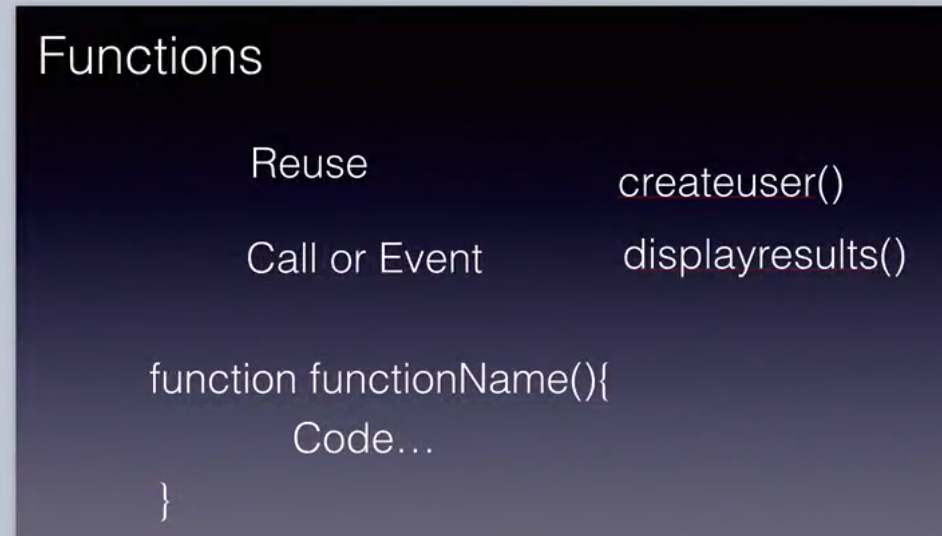 Functions
Reuse
createuser()
Call or Event
displayresults()
function functionName(){
Code...
}